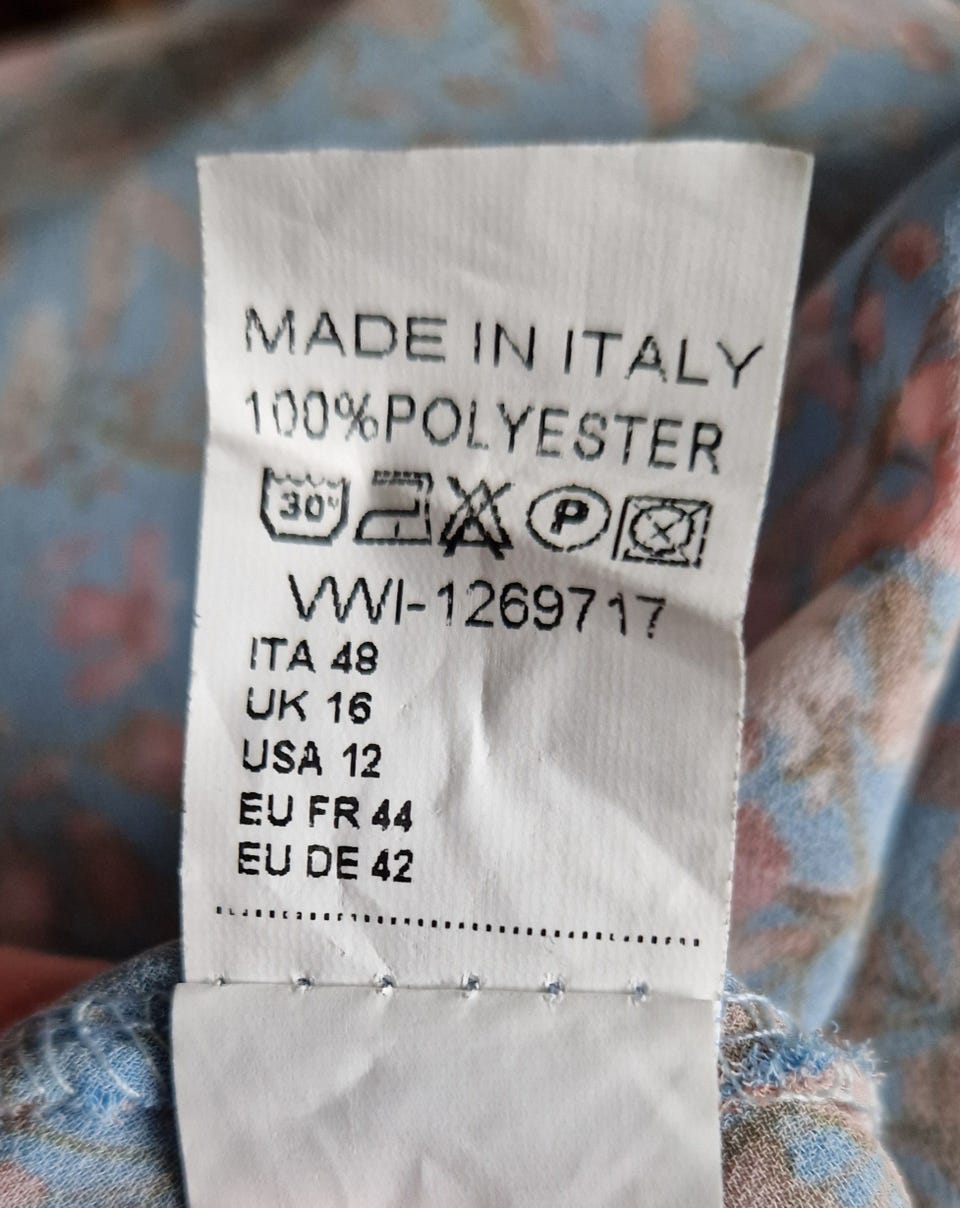 MADE IN ITALY
100%POLYESTER
30° P
VWI-1269717
ITA 48
UK 16
USA 12
EU FR 44
EU DE 42